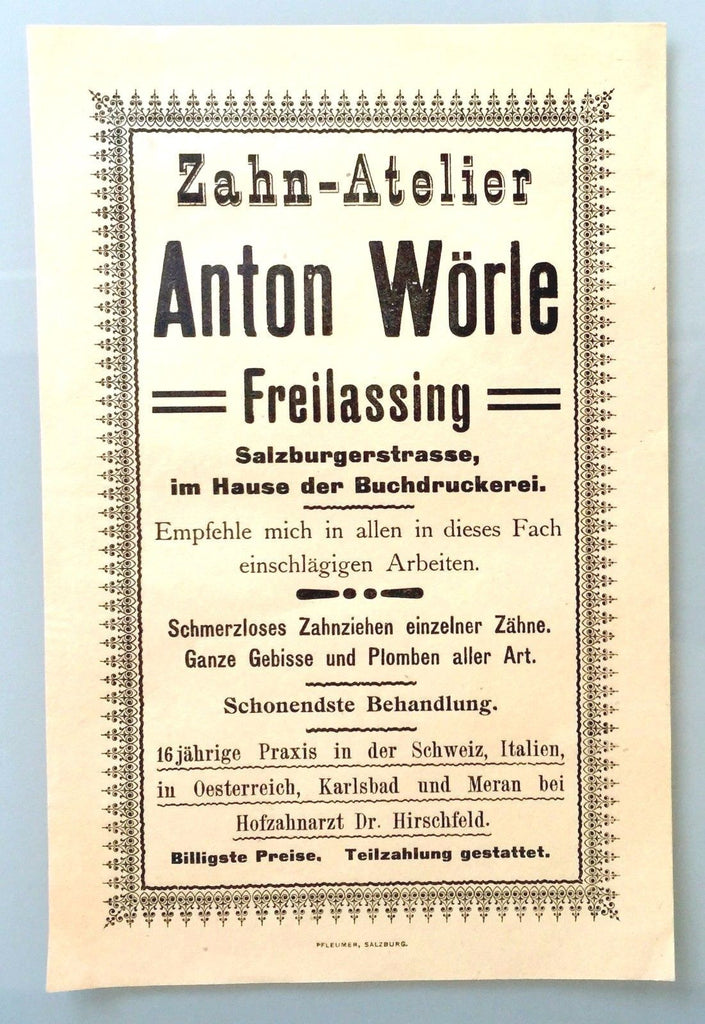 Zahn-Atelier
Anton Wörle
Freilassing
Salzburgerstrasse,
im Hause der Buchdruckerei.
Empfehle mich in allen in dieses Fach
einschlägigen Arbeiten.
Schmerzloses Zahnziehen einzelner Zähne.
Ganze Gebisse und Plomben aller Art.
Schonendste Behandlung.
16jährige Praxis in der Schweiz, Italien,
in Oesterreich, Karlsbad und Meran bei
Hofzahnarzt Dr. Hirschfeld.
Billigste Preise. Teilzahlung gestattet.
PFLEUMER, SALZBURG.